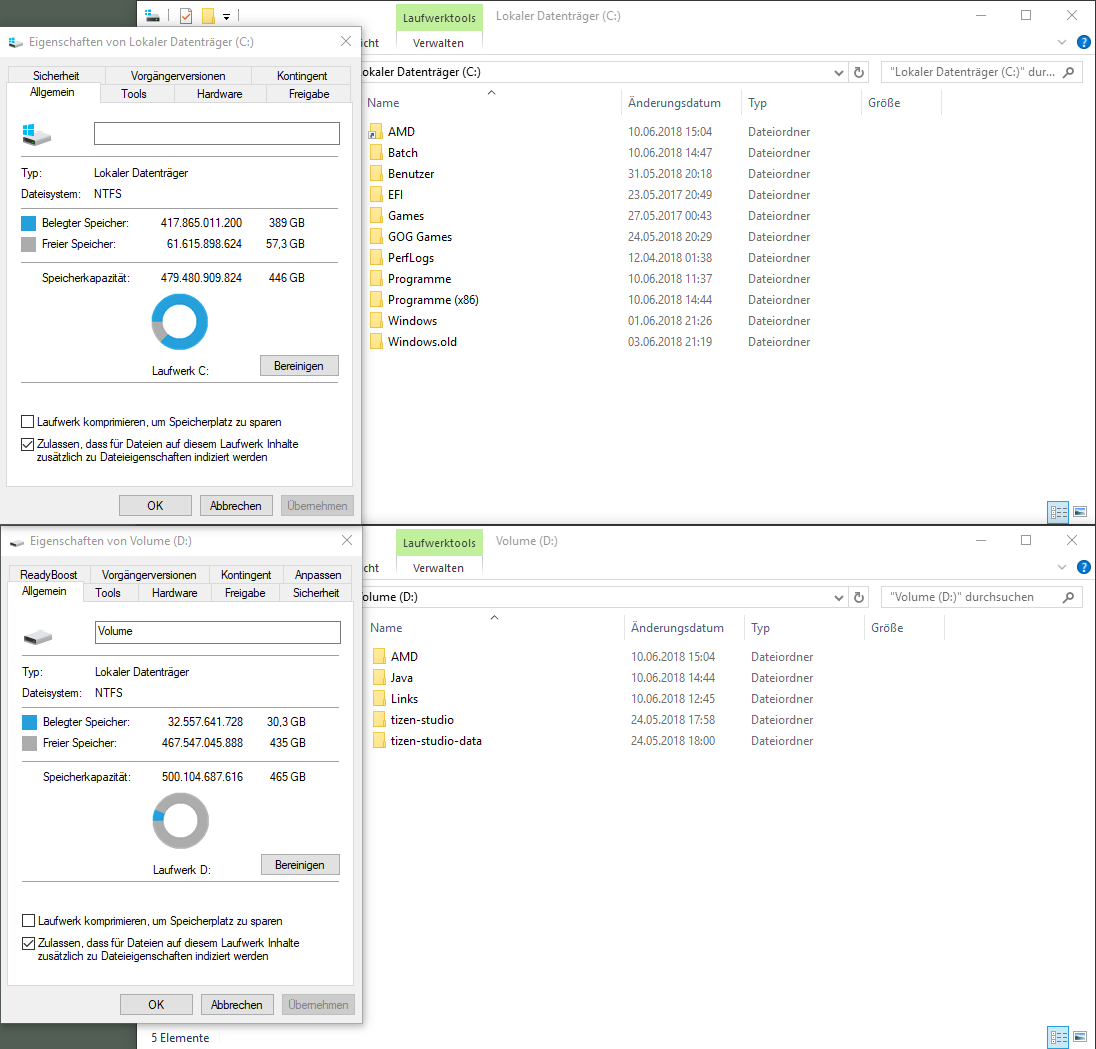 Laufwerktools
Lokaler Datenträger (C:)
Eigenschaften von Lokaler Datenträger (C:)
icht
Verwalten
okaler Datenträger (C:)
"Lokaler Datenträger (C:)" dur...
Sicherheit
Vorgängerversionen
Kontingent
Allgemein
Tools
Hardware
Freigabe
Typ:
Lokaler Datenträger
Dateisystem:
NTFS
Belegter Speicher:
417.865.011.200
389 GB
Freier Speicher:
61.615.898.624
57,3 GB
Speicherkapazität:
479.480.909.824
446 GB
Laufwerk C:
Bereinigen
Laufwerk komprimieren, um Speicherplatz zu sparen
Zulassen, dass für Dateien auf diesem Laufwerk Inhalte
zusätzlich zu Dateieigenschaften indiziert werden
OK
Abbrechen
Übernehmen
Name
Änderungsdatum
Typ
Größe
AMD
10.06.2018 15:04
Dateiordner
Batch
10.06.2018 14:47
Dateiordner
Benutzer
31.05.2018 20:18
Dateiordner
EFI
23.05.2017 20:49
Dateiordner
Games
27.05.2017 00:43
Dateiordner
GOG Games
24.05.2018 20:29
Dateiordner
PerfLogs
12.04.2018 01:38
Dateiordner
Programme
10.06.2018 11:37
Dateiordner
Programme (x86)
10.06.2018 14:44
Dateiordner
Windows
01.06.2018 21:26
Dateiordner
Windows.old
03.06.2018 21:19
Dateiordner
Laufwerktools
Volume (D:)
Eigenschaften von Volume (D:)
icht
Verwalten
olume (D:)
"Volume (D:)" durchsuchen
ReadyBoost
Vorgängerversionen
Kontingent
Anpassen
Allgemein
Tools
Hardware
Freigabe
Sicherheit
Volume
Typ:
Lokaler Datenträger
Dateisystem:
NTFS
Belegter Speicher:
32.557.641.728
30,3 GB
Freier Speicher:
467.547.045.888
435 GB
Speicherkapazität:
500.104.687.616
465 GB
Laufwerk D:
Bereinigen
Laufwerk komprimieren, um Speicherplatz zu sparen
Zulassen, dass für Dateien auf diesem Laufwerk Inhalte
zusätzlich zu Dateieigenschaften indiziert werden
OK
Abbrechen
Übernehmen
Name
Änderungsdatum
Typ
Größe
AMD
10.06.2018 15:04
Dateiordner
Java
10.06.2018 14:44
Dateiordner
Links
10.06.2018 12:45
Dateiordner
tizen-studio
24.05.2018 17:58
Dateiordner
tizen-studio-data
24.05.2018 18:00
Dateiordner
5 Elemente